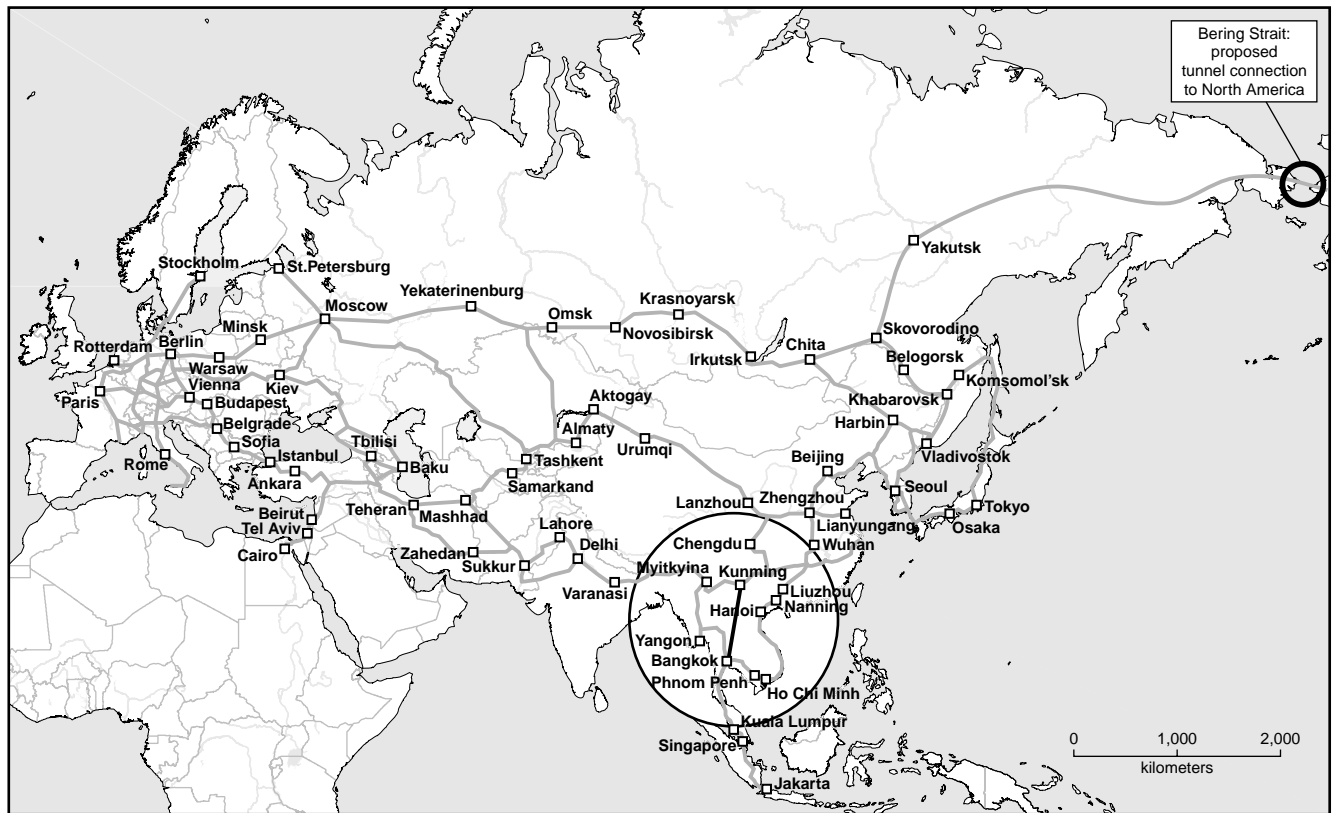 Bering Strait:
proposed
tunnel connection
to North America
Yakutsk
Stockholm
St.Petersburg
Yekaterinenburg
Krasnoyarsk
Moscow
Omsk
Minsk
Novosibirsk
Skovorodino
Rotterdam
Berlin
Irkutsk
Chita
Belogorsk
Warsaw
Komsomol'sk
Vienna
Kiev
Paris
Budapest
Aktogay
Khabarovsk
Belgrade
Almaty
Harbin
Sofia
Tbilisi
Urumqi
Istanbul
Beijing
Vladivostok
Rome
Baku
Tashkent
Ankara
Samarkand
Seoul
Lanzhou
Zhengzhou
Teheran
Mashhad
Tokyo
Beirut
Lianyungang
Osaka
Tel Aviv
Lahore
Chengdu
Wuhan
Cairo
Zahedan
Delhi
Sukkur
Myitkyina
Kunming
Varanasi
Liuzhou
Hanoi
Nanning
Yangon
Bangkok
Phnom Penh
Ho Chi Minh
Kuala Lumpur
Singapore
0 1,000 2,000
kilometers
Jakarta